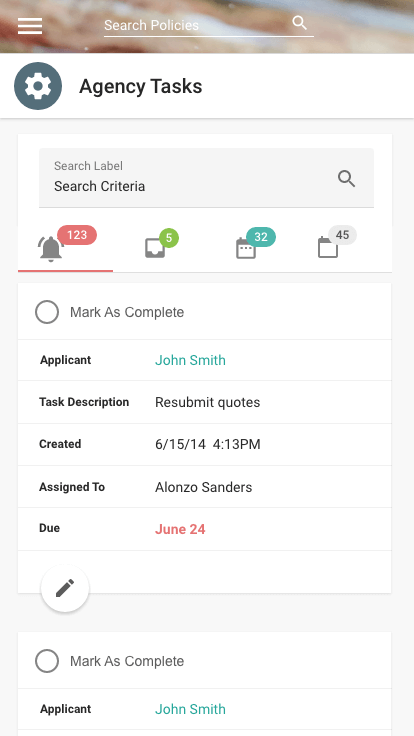 Search Policies
Agency Tasks
Search Label
Search Criteria
123
5
32
45
Mark As Complete
Applicant John Smith
Task Description Resubmit quotes
Created 6/15/14 4:13PM
Assigned To Alonzo Sanders
Due June 24
Mark As Complete
Applicant John Smith